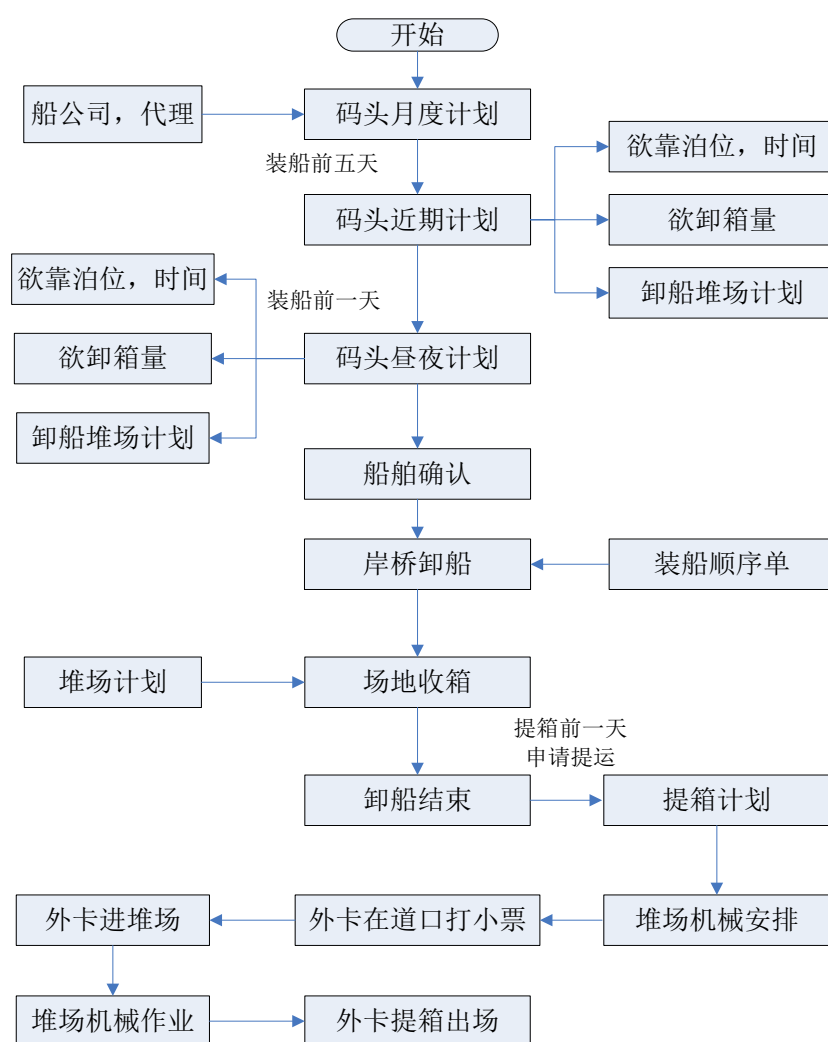 开始
船公司，代理
码头月度计划
装船前五天
欲靠泊位，时间
码头近期计划
欲卸箱量
欲靠泊位，时间
装船前一天
卸船堆场计划
欲卸箱量
码头昼夜计划
卸船堆场计划
船舶确认
岸桥卸船
装船顺序单
堆场计划
场地收箱
提箱前一天
申请提运
卸船结束
提箱计划
外卡进堆场
外卡在道口打小票
堆场机械安排
堆场机械作业
外卡提箱出场